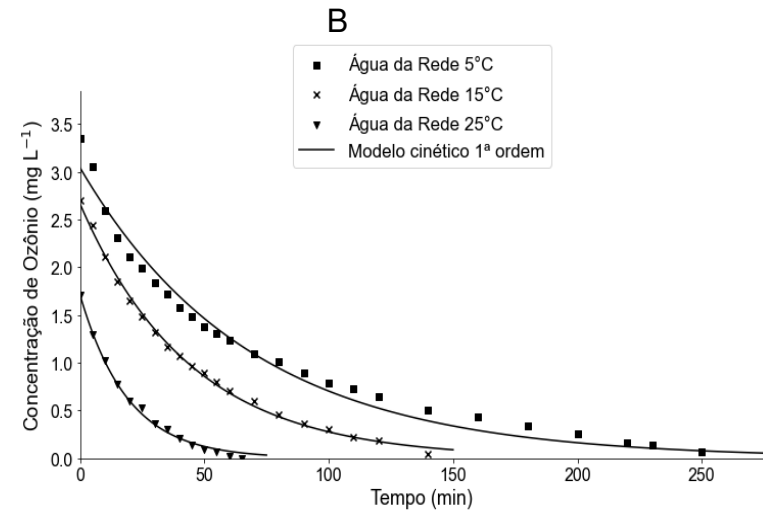 B
Água da Rede 5°C
Água da Rede 15°C
Água da Rede 25°C
Modelo cinético 1ª ordem
Concentração de Ozônio (mg L⁻¹)
3.5
3.0
2.5
2.0
1.5
1.0
0.5
0.0
0 50 100 150 200 250
Tempo (min)